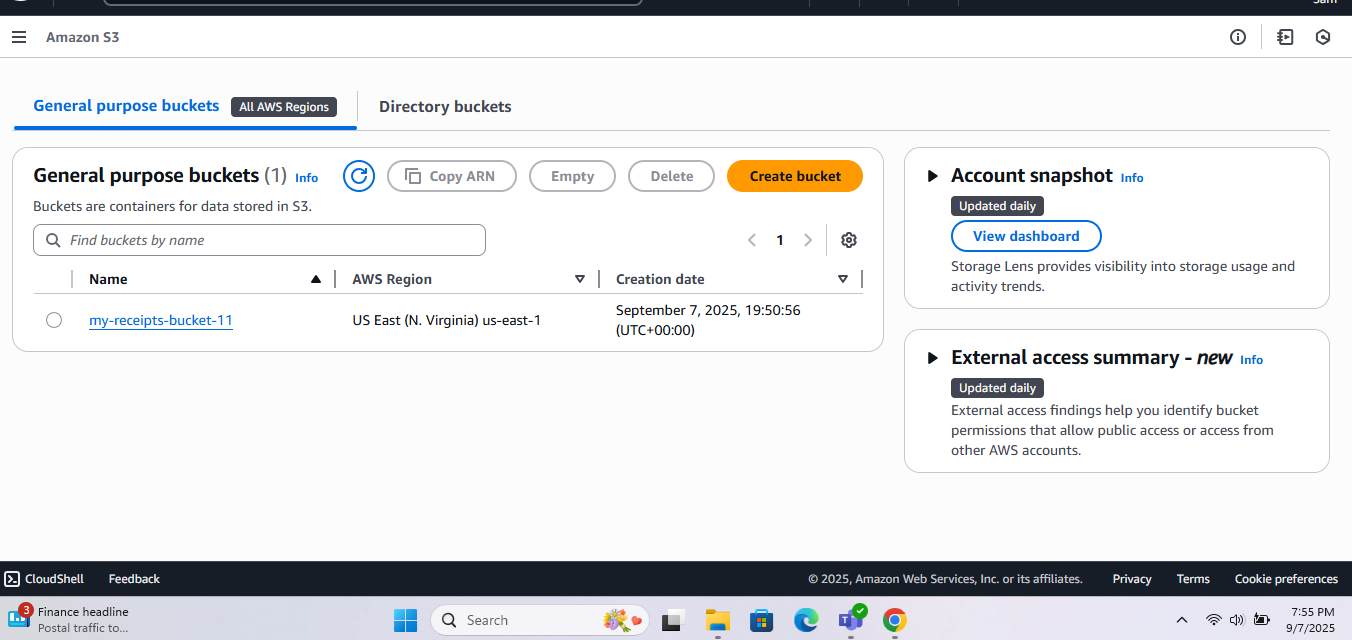 Sam
Amazon S3
General purpose buckets
All AWS Regions
Directory buckets
General purpose buckets (1) Info
Copy ARN
Empty
Delete
Create bucket
Buckets are containers for data stored in S3.
Find buckets by name
1
Name
AWS Region
Creation date
my-receipts-bucket-11
US East (N. Virginia) us-east-1
September 7, 2025, 19:50:56
(UTC+00:00)
Account snapshot Info
Updated daily
View dashboard
Storage Lens provides visibility into storage usage and
activity trends.
External access summary - new Info
Updated daily
External access findings help you identify bucket
permissions that allow public access or access from
other AWS accounts.
CloudShell
Feedback
© 2025, Amazon Web Services, Inc. or its affiliates.
Privacy
Terms
Cookie preferences
3
Finance headline
Postal traffic to...
Search
T
7:55 PM
9/7/2025